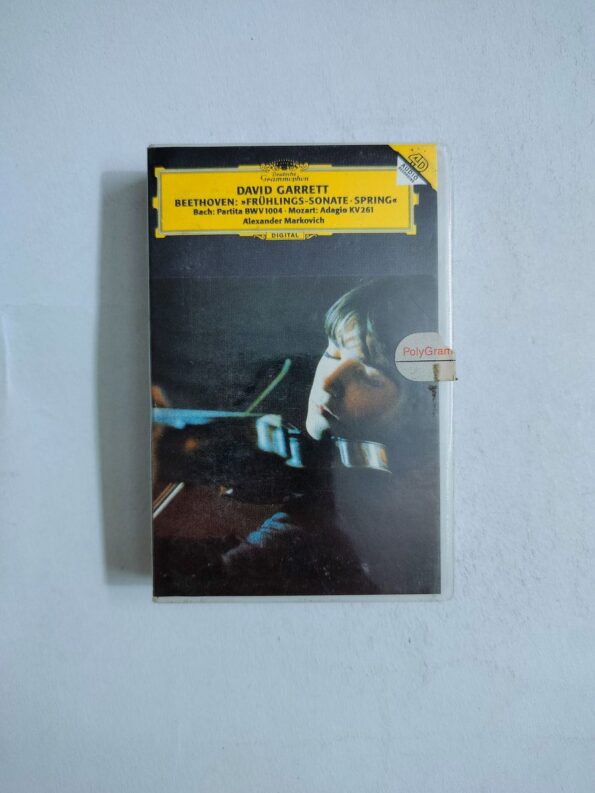 Deutsche
Grammophon
DAVID GARRETT
BEETHOVEN: »FRÜHLINGS-SONATE · SPRING«
Bach: Partita BWV 1004 · Mozart: Adagio KV 261
Alexander Markovich
DIGITAL
4D
AUDIO
PolyGram